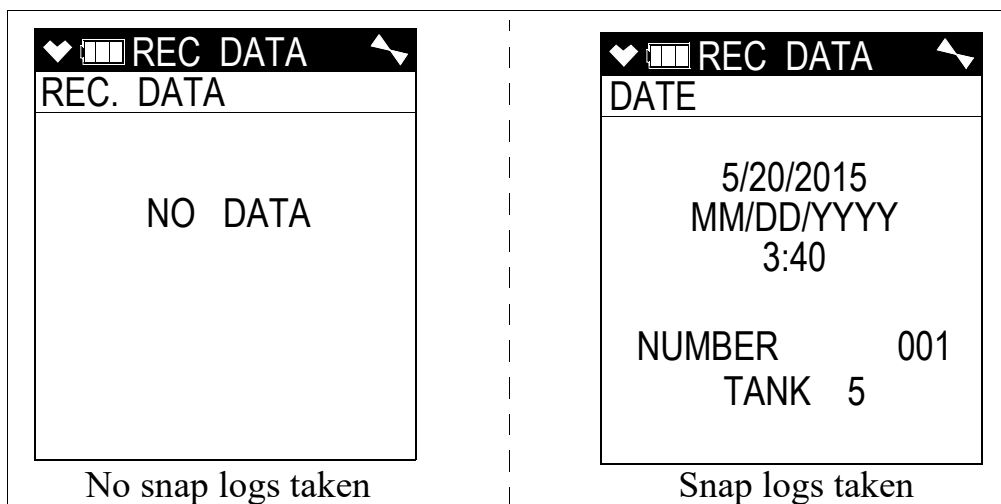 REC DATA
REC. DATA
NO DATA
No snap logs taken
REC DATA
DATE
5/20/2015
MM/DD/YYYY
3:40
NUMBER 001
TANK 5
Snap logs taken